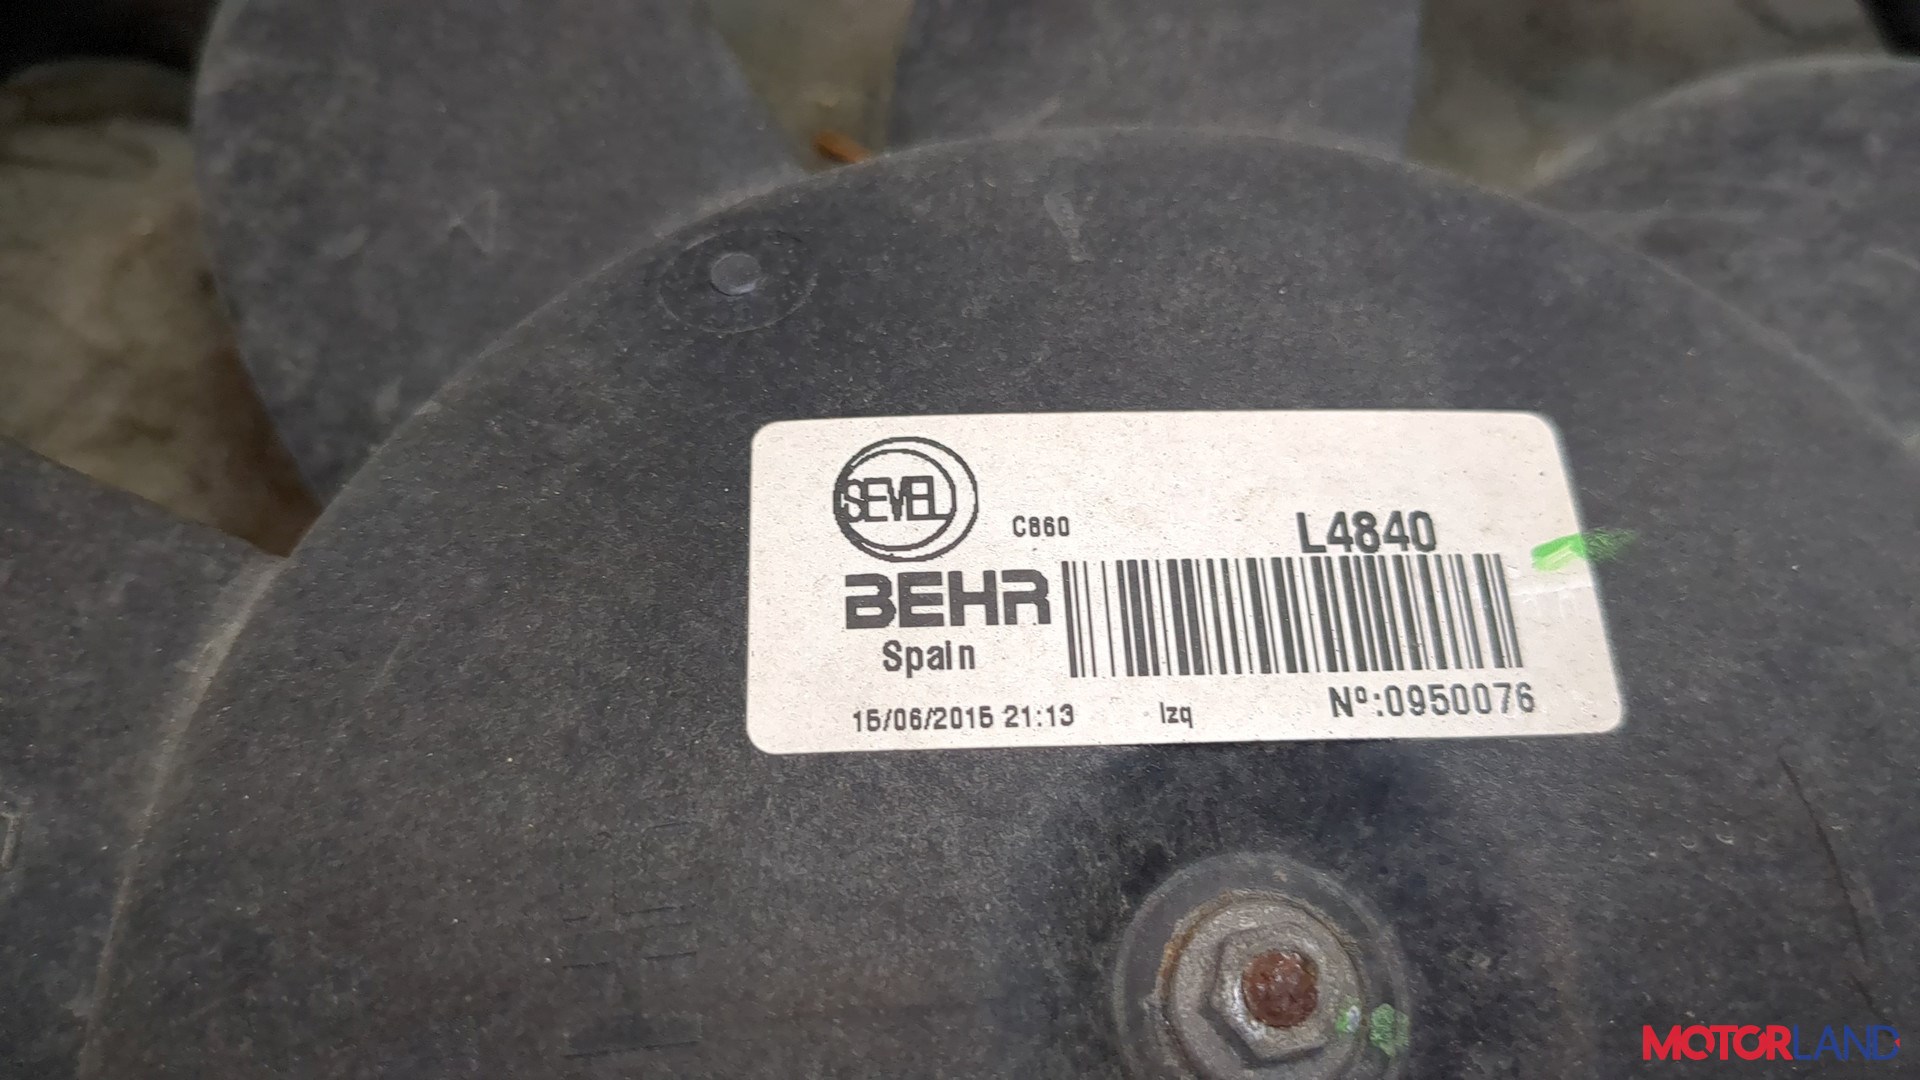 SEVEL
C860
L4840
BEHR
Spain
15/06/2015 21:13
Izq
Nº:0950076
MOTORLAND